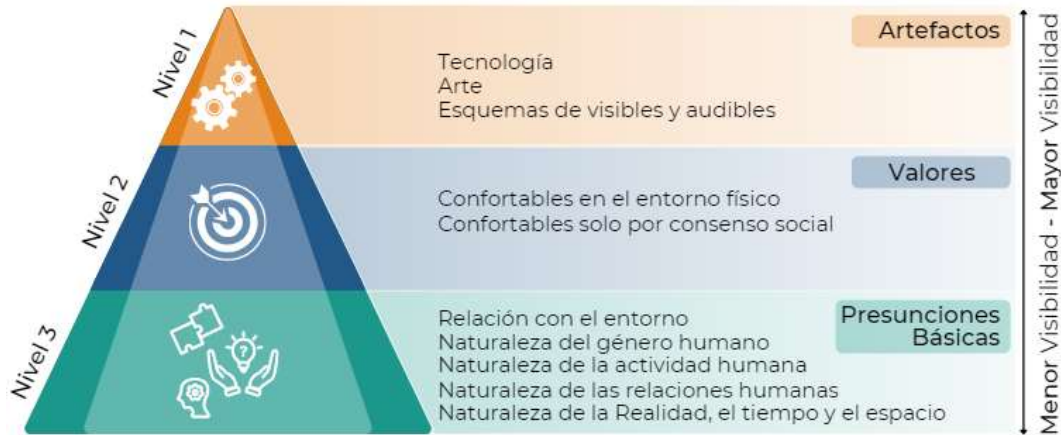 Nivel 1
Artefactos
Tecnología
Arte
Esquemas de visibles y audibles
Nivel 2
Valores
Confortables en el entorno físico
Confortables solo por consenso social
Nivel 3
Presunciones
Básicas
Relación con el entorno
Naturaleza del género humano
Naturaleza de la actividad humana
Naturaleza de las relaciones humanas
Naturaleza de la Realidad, el tiempo y el espacio
Menor Visibilidad - Mayor Visibilidad
?